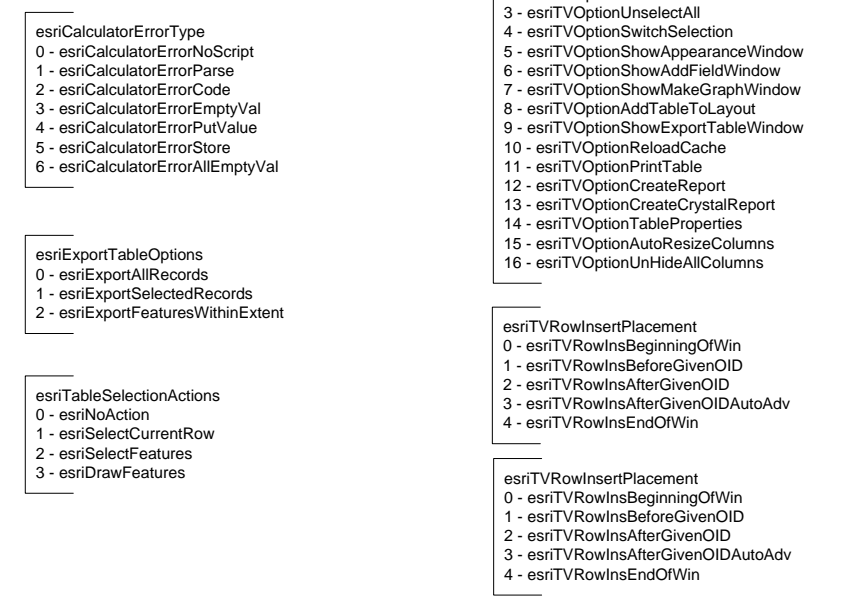 esriCalculatorErrorType
0 - esriCalculatorErrorNoScript
1 - esriCalculatorErrorParse
2 - esriCalculatorErrorCode
3 - esriCalculatorErrorEmptyVal
4 - esriCalculatorErrorPutValue
5 - esriCalculatorErrorStore
6 - esriCalculatorErrorAllEmptyVal
esriExportTableOptions
0 - esriExportAllRecords
1 - esriExportSelectedRecords
2 - esriExportFeaturesWithinExtent
esriTableSelectionActions
0 - esriNoAction
1 - esriSelectCurrentRow
2 - esriSelectFeatures
3 - esriDrawFeatures
3 - esriTVOptionUnselectAll
4 - esriTVOptionSwitchSelection
5 - esriTVOptionShowAppearanceWindow
6 - esriTVOptionShowAddFieldWindow
7 - esriTVOptionShowMakeGraphWindow
8 - esriTVOptionAddTableToLayout
9 - esriTVOptionShowExportTableWindow
10 - esriTVOptionReloadCache
11 - esriTVOptionPrintTable
12 - esriTVOptionCreateReport
13 - esriTVOptionCreateCrystalReport
14 - esriTVOptionTableProperties
15 - esriTVOptionAutoResizeColumns
16 - esriTVOptionUnHideAllColumns
esriTVRowInsertPlacement
0 - esriTVRowInsBeginningOfWin
1 - esriTVRowInsBeforeGivenOID
2 - esriTVRowInsAfterGivenOID
3 - esriTVRowInsAfterGivenOIDAutoAdv
4 - esriTVRowInsEndOfWin
esriTVRowInsertPlacement
0 - esriTVRowInsBeginningOfWin
1 - esriTVRowInsBeforeGivenOID
2 - esriTVRowInsAfterGivenOID
3 - esriTVRowInsAfterGivenOIDAutoAdv
4 - esriTVRowInsEndOfWin